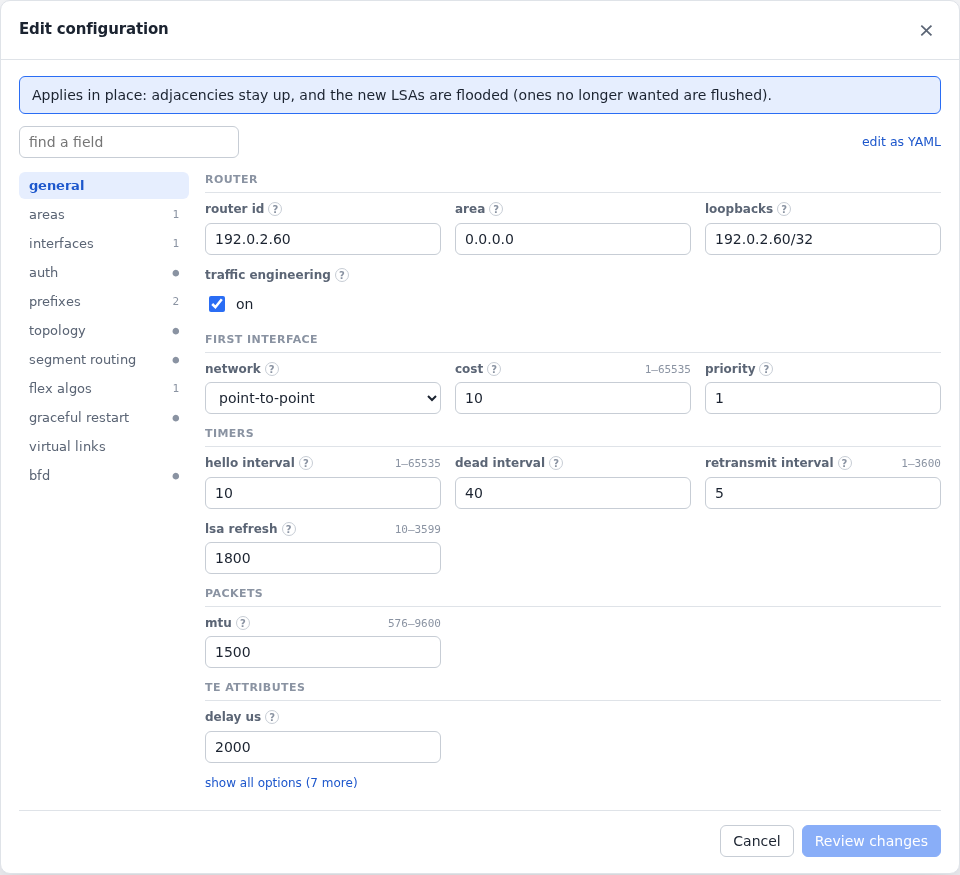 Edit configuration
×
Applies in place: adjacencies stay up, and the new LSAs are flooded (ones no longer wanted are flushed).
find a field
edit as YAML
general
areas 1
interfaces 1
auth ●
prefixes 2
topology ●
segment routing ●
flex algos 1
graceful restart ●
virtual links
bfd ●
ROUTER
router id ? area ? loopbacks ?
192.0.2.60 0.0.0.0 192.0.2.60/32
traffic engineering ?
on
FIRST INTERFACE
network ? cost ? 1–65535 priority ?
point-to-point 10 1
TIMERS
hello interval ? 1–65535 dead interval ? retransmit interval ? 1–3600
10 40 5
lsa refresh ? 10–3599
1800
PACKETS
mtu ? 576–9600
1500
TE ATTRIBUTES
delay us ?
2000
show all options (7 more)
Cancel Review changes